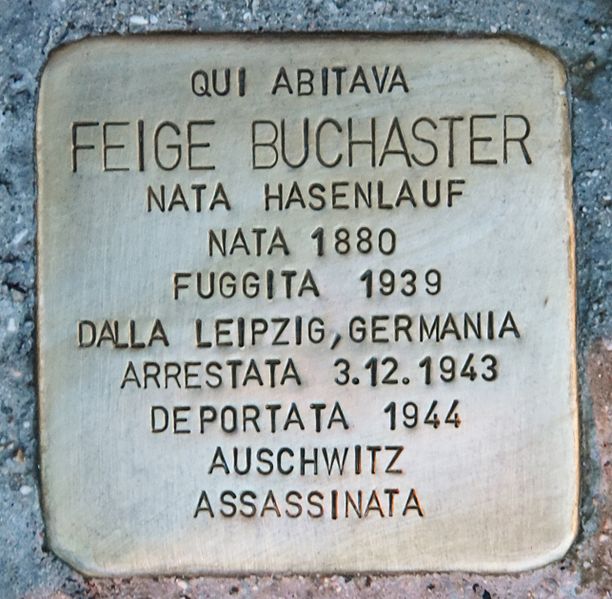 QUI ABITAVA
FEIGE BUCHASTER
NATA HASENLAUF
NATA 1880
FUGGITA 1939
DALLA LEIPZIG, GERMANIA
ARRESTATA 3.12.1943
DEPORTATA 1944
AUSCHWITZ
ASSASSINATA